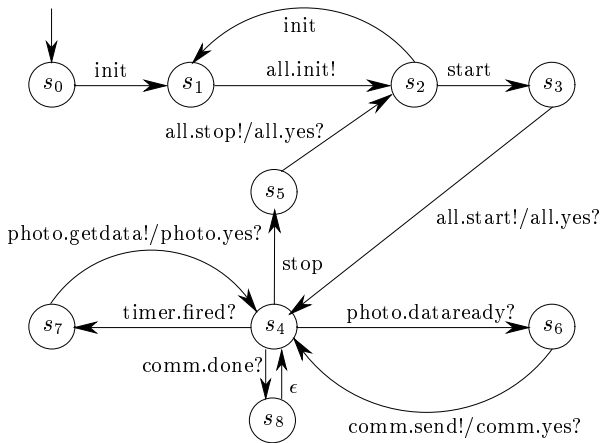 init
init
all.init!
start
s0
s1
s2
s3
all.stop!/all.yes?
s5
all.start!/all.yes?
photo.getdata!/photo.yes?
stop
timer.fired?
photo.dataready?
s7
s4
s6
comm.done?
ϵ
s8
comm.send!/comm.yes?